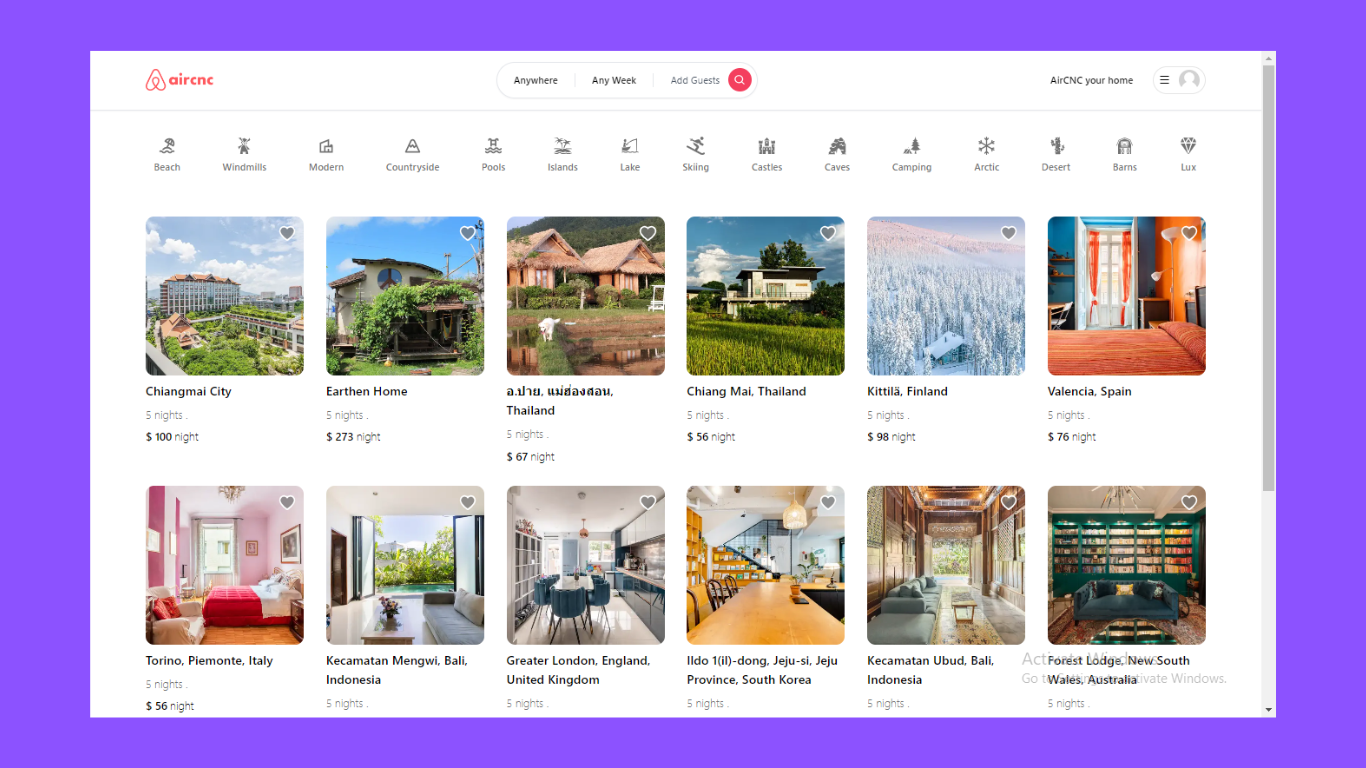 aircnc
Anywhere
Any Week
Add Guests
AirCNC your home
Beach
Windmills
Modern
Countryside
Pools
Islands
Lake
Skiing
Castles
Caves
Camping
Arctic
Desert
Barns
Lux
Chiangmai City
5 nights .
$ 100 night
Earthen Home
5 nights .
$ 273 night
อ.ปาย, แม่ฮ่องสอน,
Thailand
5 nights .
$ 67 night
Chiang Mai, Thailand
5 nights .
$ 56 night
Kittilä, Finland
5 nights .
$ 98 night
Valencia, Spain
5 nights .
$ 76 night
Torino, Piemonte, Italy
5 nights .
$ 56 night
Kecamatan Mengwi, Bali,
Indonesia
5 nights .
Greater London, England,
United Kingdom
5 nights .
Ildo 1(il)-dong, Jeju-si, Jeju
Province, South Korea
5 nights .
Kecamatan Ubud, Bali,
Indonesia
5 nights .
Forest Lodge, New South
Wales, Australia
5 nights .
Activate Windows
Go to Settings to activate Windows.